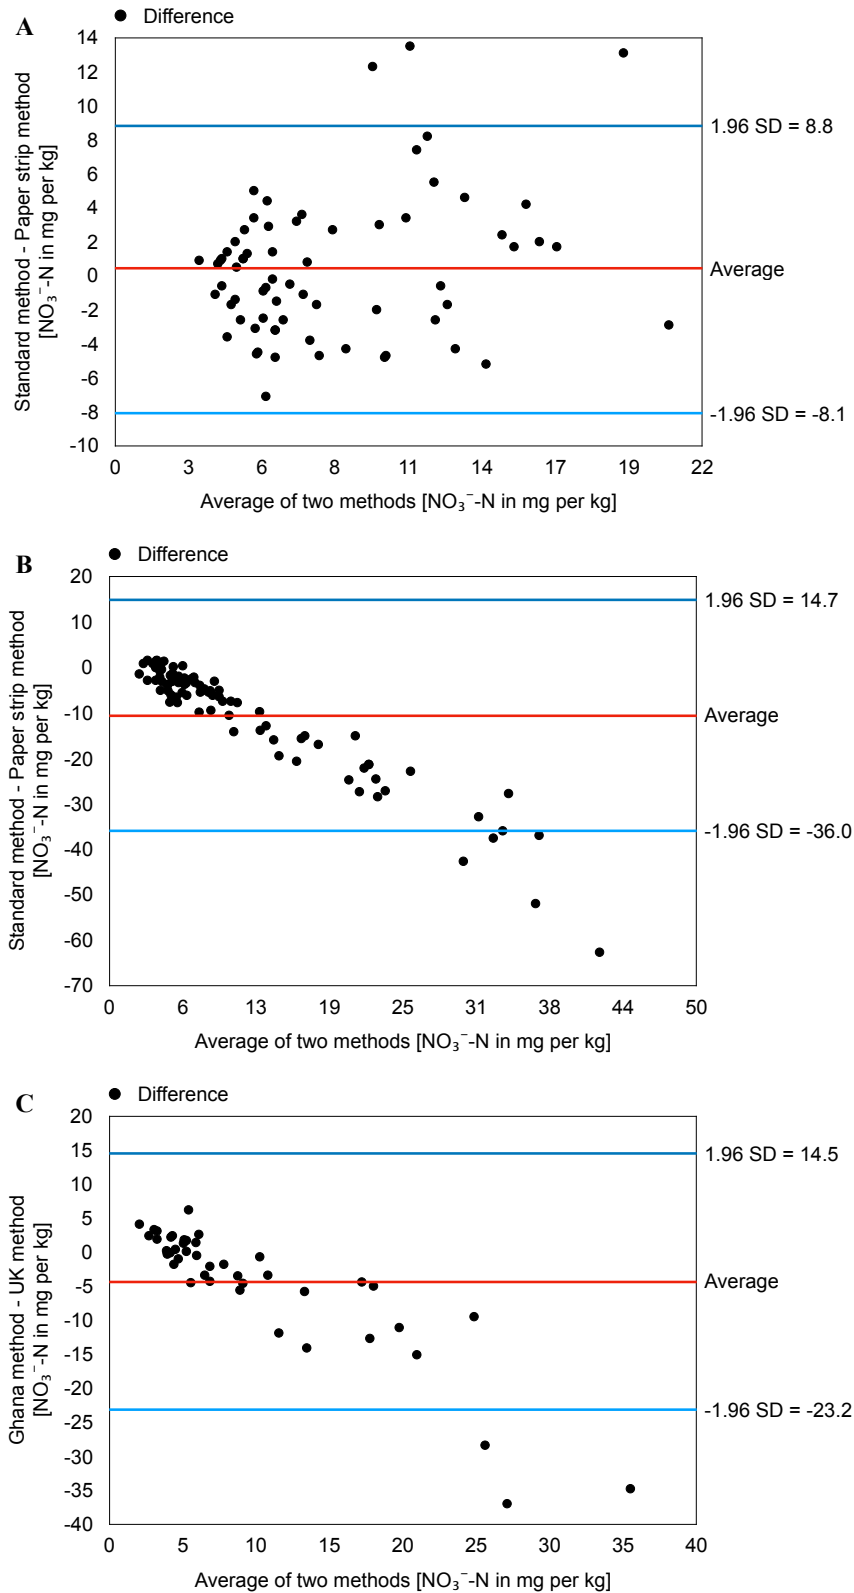 A
Difference
14
12
10
8
6
4
2
0
-2
-4
-6
-8
-10
Standard method - Paper strip method
[NO₃⁻-N in mg per kg]
1.96 SD = 8.8
Average
-1.96 SD = -8.1
0 3 6 8 11 14 17 19 22
Average of two methods [NO₃⁻-N in mg per kg]
B
Difference
20
10
0
-10
-20
-30
-40
-50
-60
-70
Standard method - Paper strip method
[NO₃⁻-N in mg per kg]
1.96 SD = 14.7
Average
-1.96 SD = -36.0
0 6 13 19 25 31 38 44 50
Average of two methods [NO₃⁻-N in mg per kg]
C
Difference
20
15
10
5
0
-5
-10
-15
-20
-25
-30
-35
-40
Ghana method - UK method
[NO₃⁻-N in mg per kg]
1.96 SD = 14.5
Average
-1.96 SD = -23.2
0 5 10 15 20 25 30 35 40
Average of two methods [NO₃⁻-N in mg per kg]